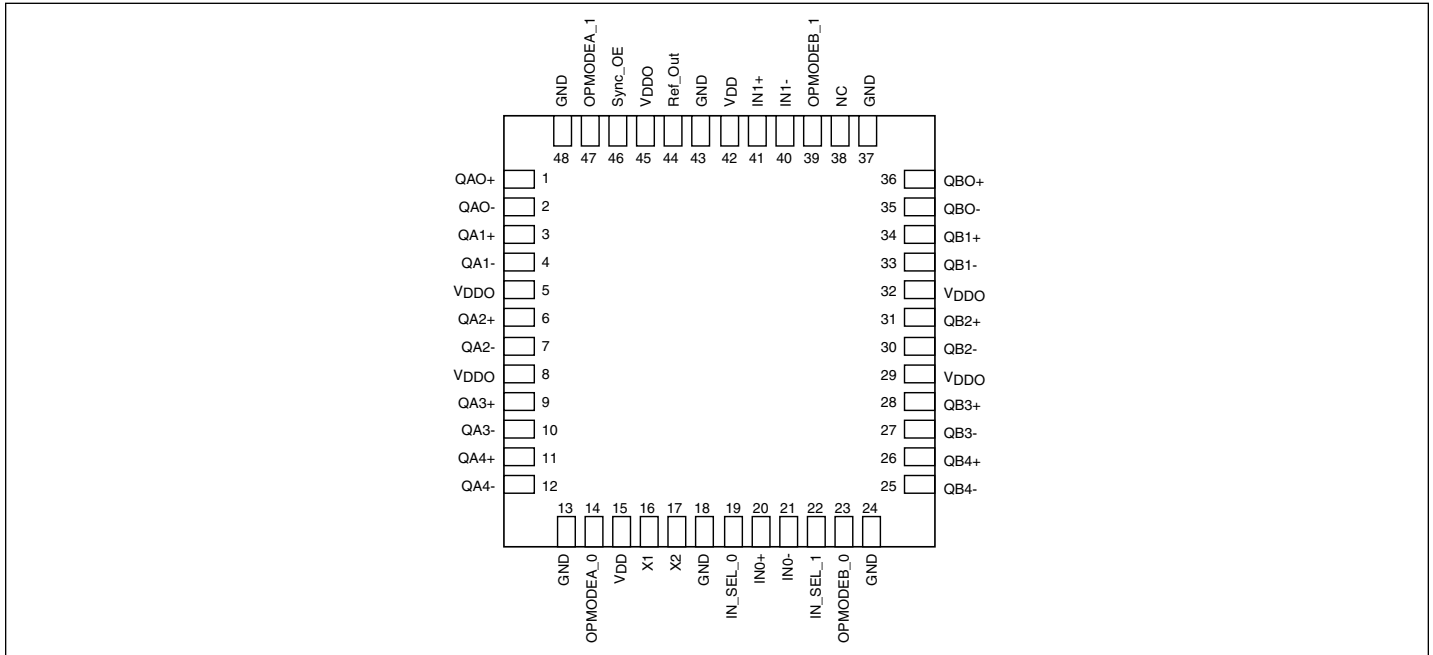 GND
OPMODEA_1
Sync_OE
VDDO
Ref_Out
GND
VDD
IN1+
IN1-
OPMODEB_1
NC
GND
48 47 46 45 44 43 42 41 40 39 38 37
QAO+ 1
QAO- 2
QA1+ 3
QA1- 4
VDDO 5
QA2+ 6
QA2- 7
VDDO 8
QA3+ 9
QA3- 10
QA4+ 11
QA4- 12
36 QBO+
35 QBO-
34 QB1+
33 QB1-
32 VDDO
31 QB2+
30 QB2-
29 VDDO
28 QB3+
27 QB3-
26 QB4+
25 QB4-
13 14 15 16 17 18 19 20 21 22 23 24
GND
OPMODEA_0
VDD
X1
X2
GND
IN_SEL_0
IN0+
IN0-
IN_SEL_1
OPMODEB_0
GND